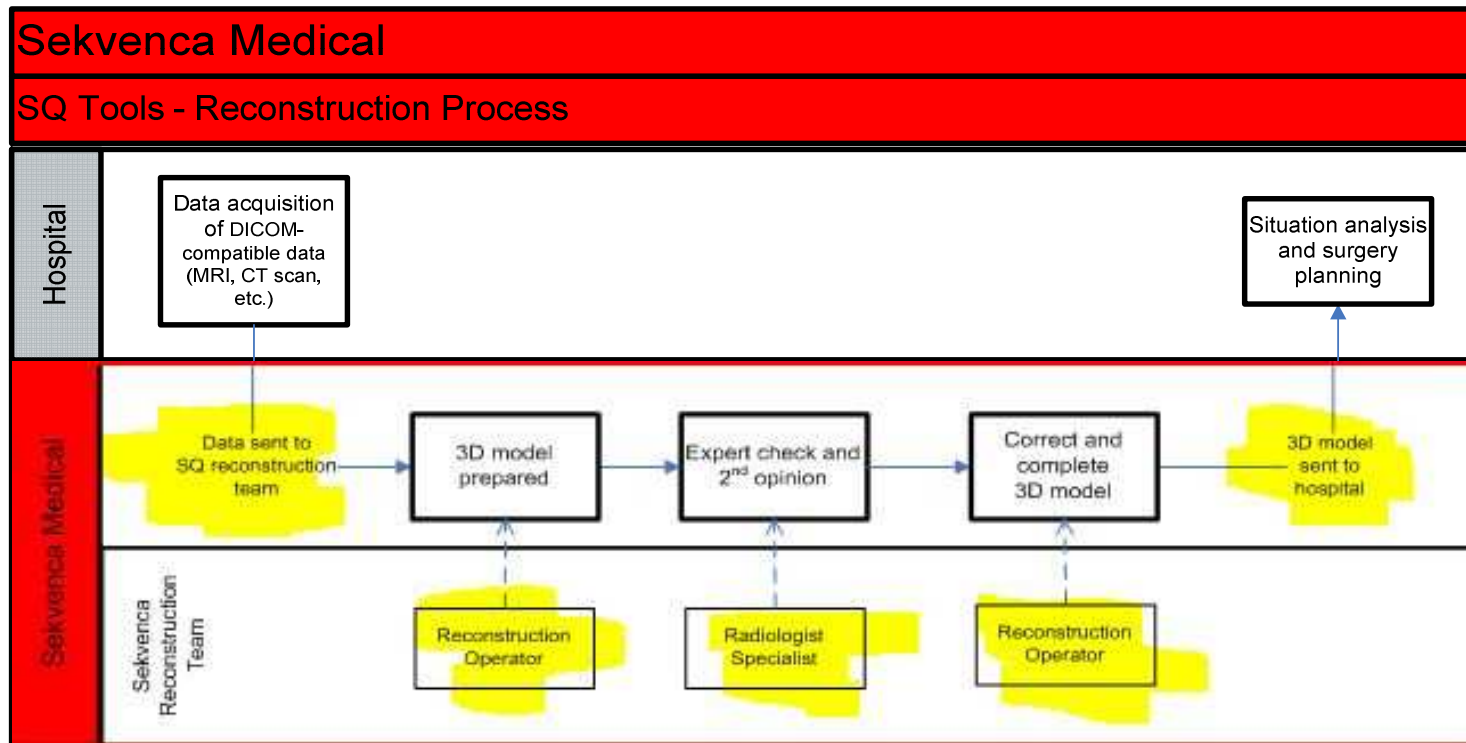 Sekvenca Medical
SQ Tools - Reconstruction Process
Hospital
Data acquisition
of DICOM-
compatible data
(MRI, CT scan,
etc.)
Situation analysis
and surgery
planning
Sekvenca Medical
Data sent to
SQ reconstruction
team
3D model
prepared
Expert check and
2nd opinion
Correct and
complete
3D model
3D model
sent to
hospital
Sekvenca
Reconstruction
Team
Reconstruction
Operator
Radiologist
Specialist
Reconstruction
Operator